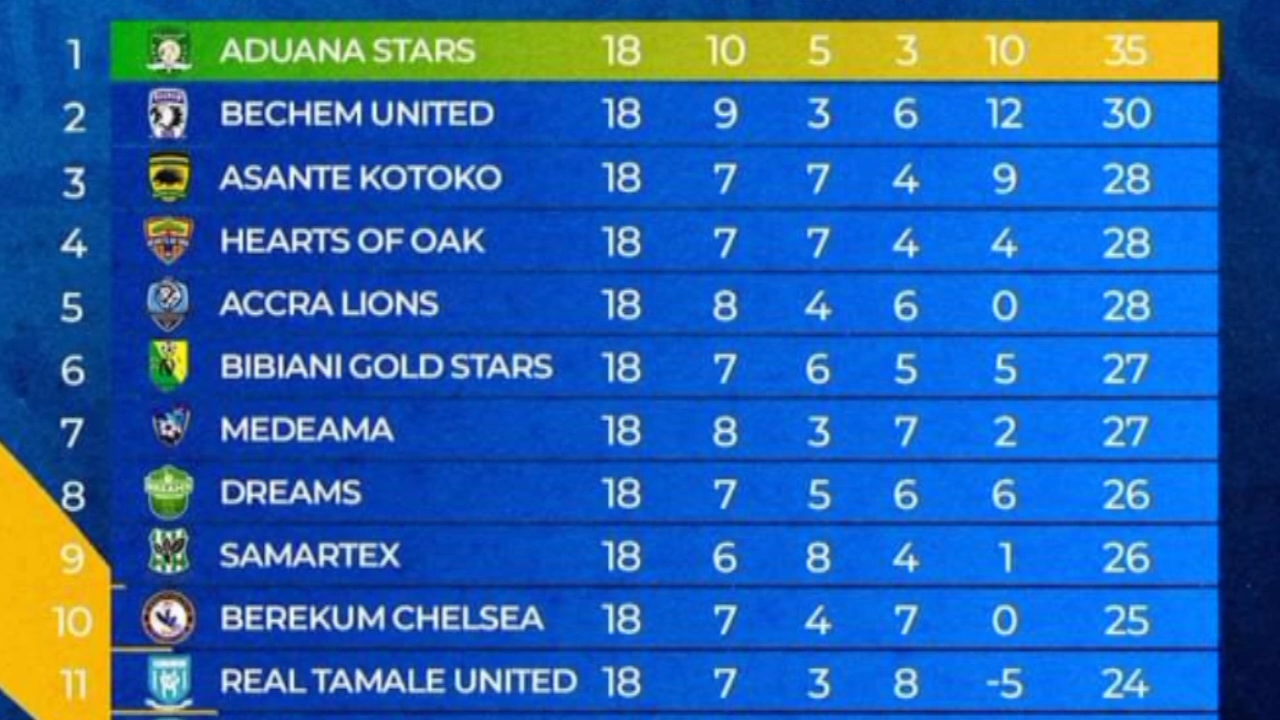 1 ADUANA STARS 18 10 5 3 10 35
2 BECHEM UNITED 18 9 3 6 12 30
3 ASANTE KOTOKO 18 7 7 4 9 28
4 HEARTS OF OAK 18 7 7 4 4 28
5 ACCRA LIONS 18 8 4 6 0 28
6 BIBIANI GOLD STARS 18 7 6 5 5 27
7 MEDEAMA 18 8 3 7 2 27
8 DREAMS 18 7 5 6 6 26
9 SAMARTEX 18 6 8 4 1 26
10 BEREKUM CHELSEA 18 7 4 7 0 25
11 REAL TAMALE UNITED 18 7 3 8 -5 24